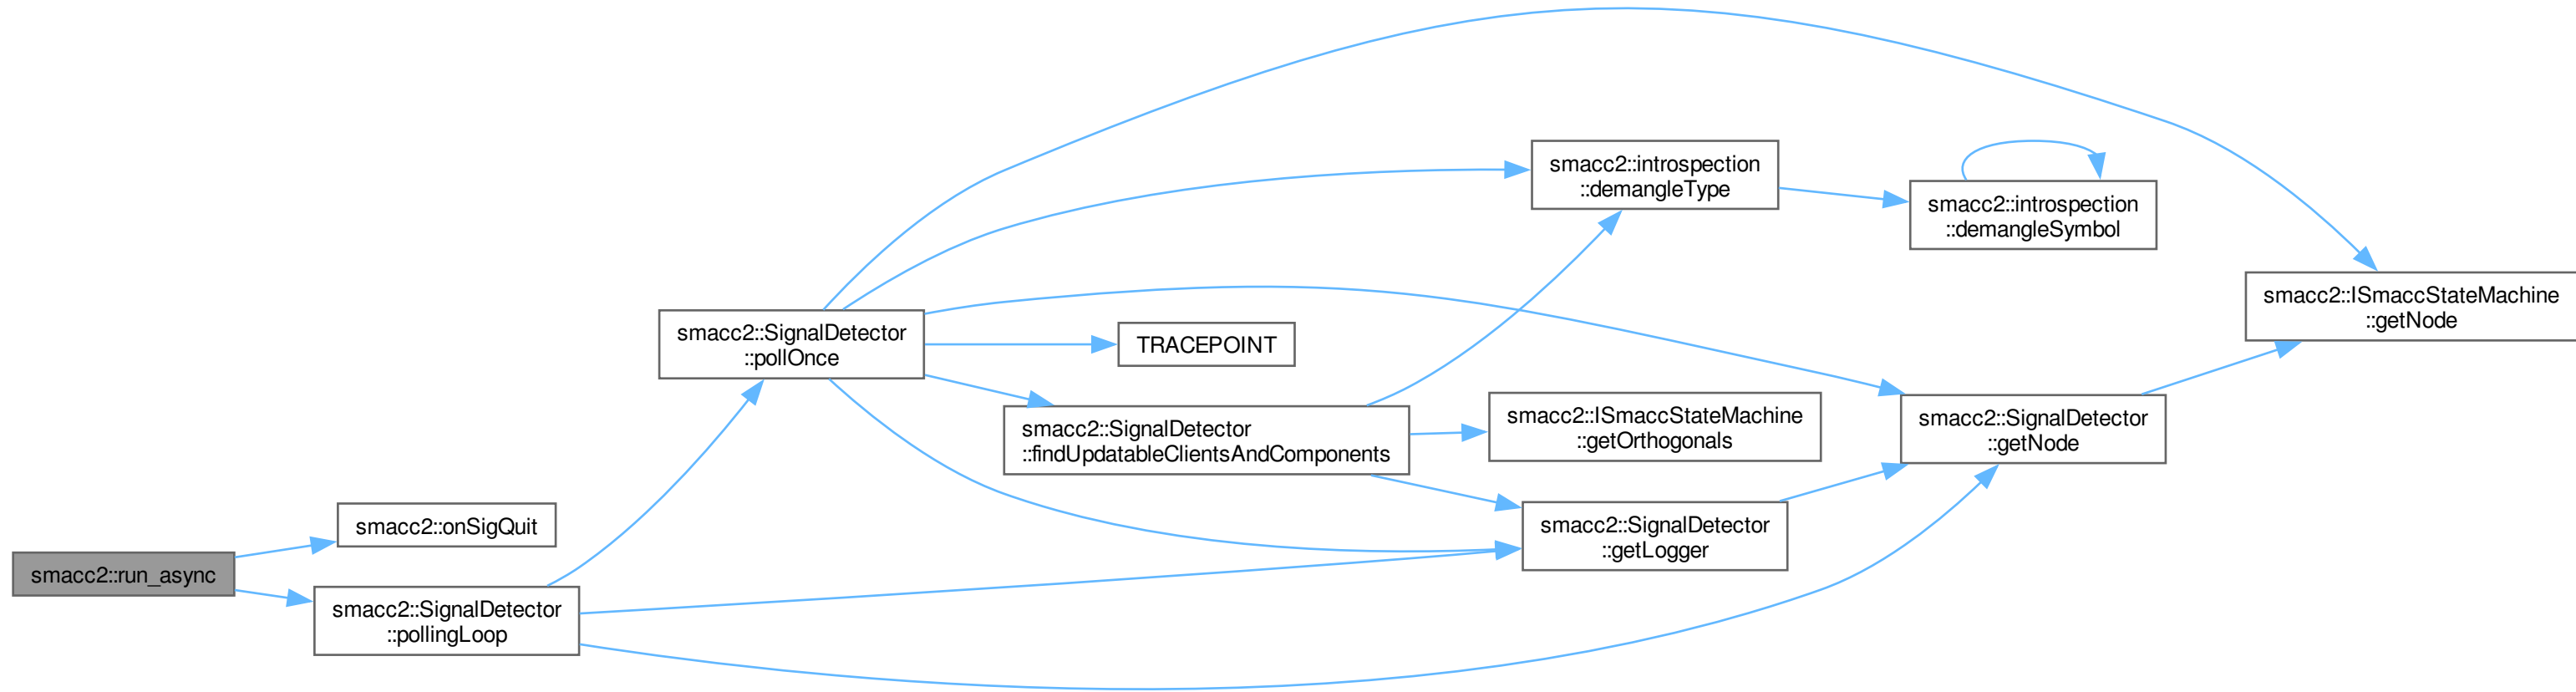 smacc2::run_async
smacc2::onSigQuit
smacc2::SignalDetector
::pollingLoop
smacc2::SignalDetector
::pollOnce
TRACEPOINT
smacc2::SignalDetector
::findUpdatableClientsAndComponents
smacc2::introspection
::demangleType
smacc2::ISmaccStateMachine
::getOrthogonals
smacc2::SignalDetector
::getLogger
smacc2::introspection
::demangleSymbol
smacc2::SignalDetector
::getNode
smacc2::ISmaccStateMachine
::getNode